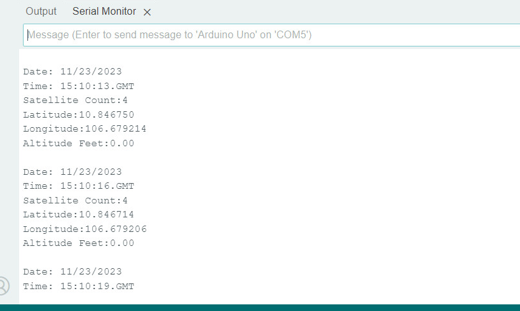 Output Serial Monitor ×
Message (Enter to send message to 'Arduino Uno' on 'COM5')
Date: 11/23/2023
Time: 15:10:13.GMT
Satellite Count:4
Latitude:10.846750
Longitude:106.679214
Altitude Feet:0.00
Date: 11/23/2023
Time: 15:10:16.GMT
Satellite Count:4
Latitude:10.846714
Longitude:106.679206
Altitude Feet:0.00
Date: 11/23/2023
Time: 15:10:19.GMT